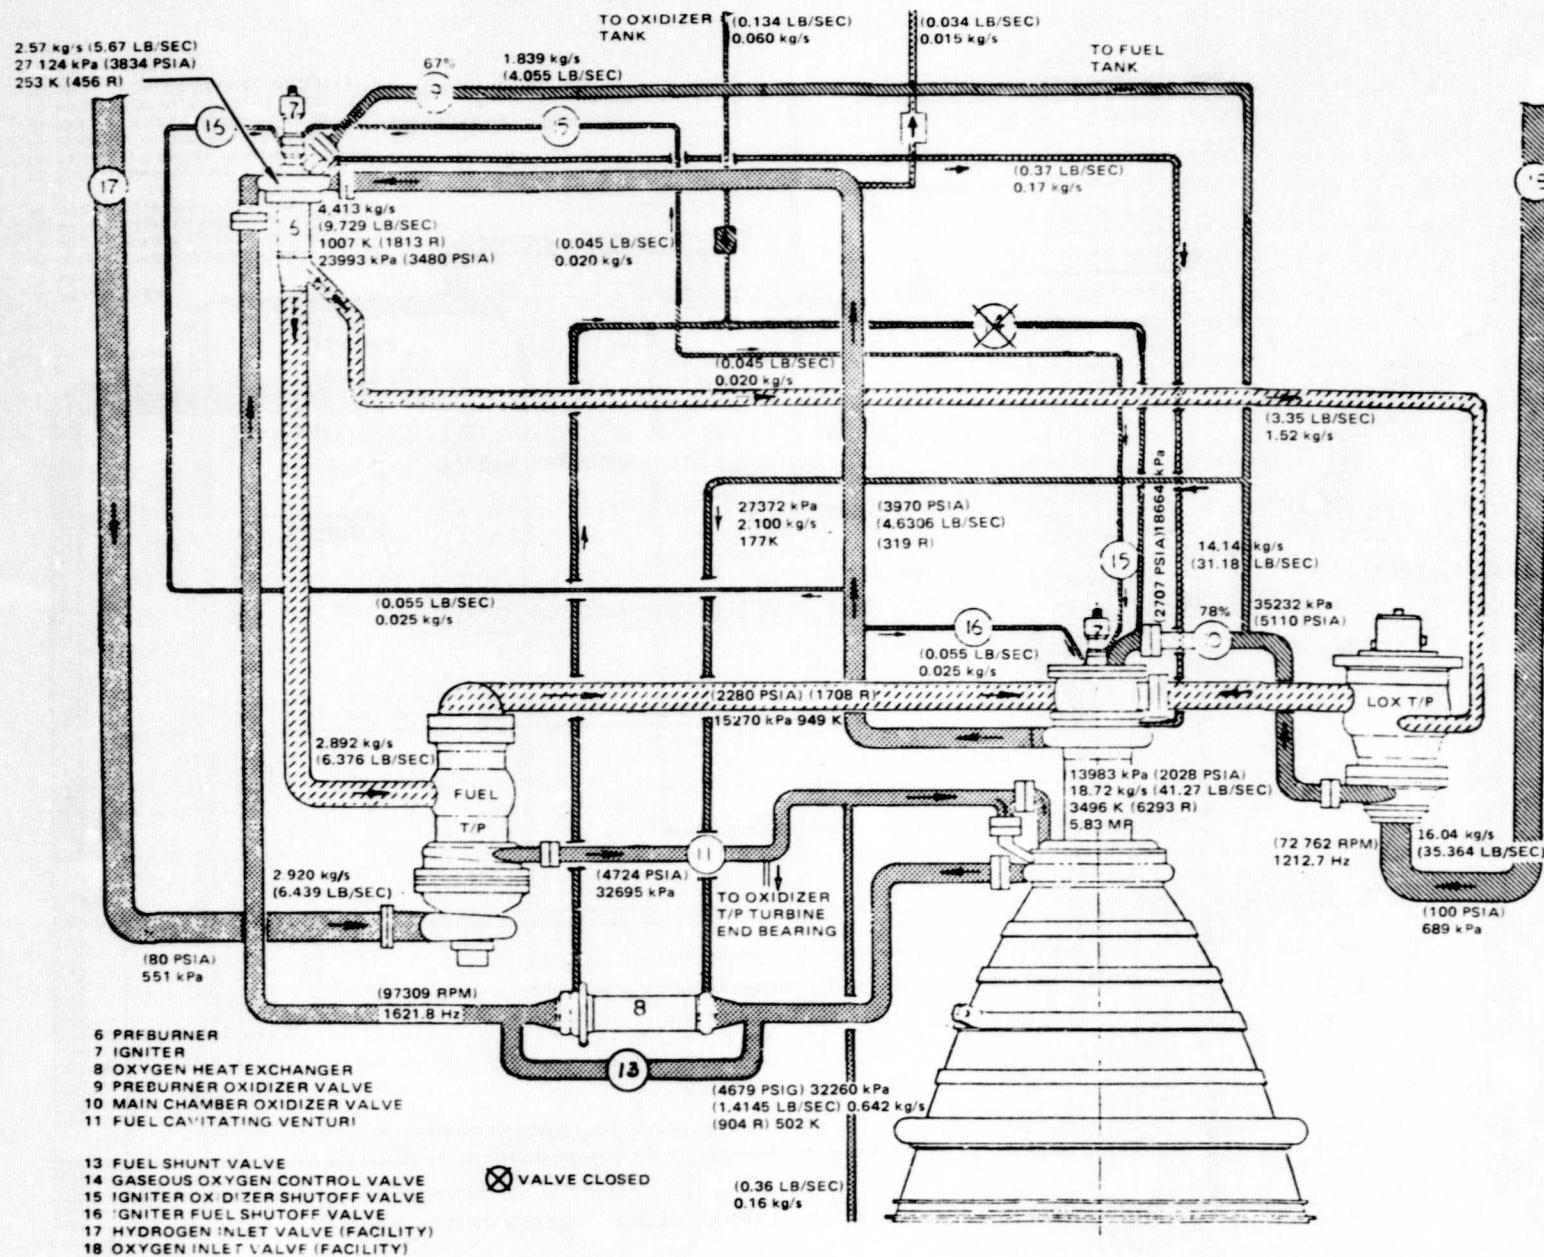 2.57 kg/s (5.67 LB/SEC)
27 124 kPa (3834 PSIA)
253 K (456 R)
67%
9
1.839 kg/s
(4.055 LB/SEC)
TO OXIDIZER
TANK
(0.134 LB/SEC)
0.060 kg/s
(0.034 LB/SEC)
0.015 kg/s
TO FUEL
TANK
7
16
15
17
18
(0.37 LB/SEC)
0.17 kg/s
6
4.413 kg/s
(9.729 LB/SEC)
1007 K (1813 R)
23993 kPa (3480 PSIA)
(0.045 LB/SEC)
0.020 kg/s
(0.045 LB/SEC)
0.020 kg/s
(3.35 LB/SEC)
1.52 kg/s
27372 kPa
2.100 kg/s
177K
(3970 PSIA)
(4.6306 LB/SEC)
(319 R)
(2707 PSIA) 18664 kPa
15
14.14 kg/s
(31.18 LB/SEC)
(0.055 LB/SEC)
0.025 kg/s
16
(0.055 LB/SEC)
0.025 kg/s
7
78%
35232 kPa
(5110 PSIA)
(2280 PSIA) (1708 R)
15270 kPa 949 K
LOX T/P
2.892 kg/s
(6.376 LB/SEC)
FUEL
T/P
13983 kPa (2028 PSIA)
18.72 kg/s (41.27 LB/SEC)
3496 K (6293 R)
5.83 MR
11
(72 762 RPM)
1212.7 Hz
16.04 kg/s
(35.364 LB/SEC)
2.920 kg/s
(6.439 LB/SEC)
(4724 PSIA)
32695 kPa
TO OXIDIZER
T/P TURBINE
END BEARING
(100 PSIA)
689 kPa
(80 PSIA)
551 kPa
(97309 RPM)
1621.8 Hz
8
13
(4679 PSIG) 32260 kPa
(1.4145 LB/SEC) 0.642 kg/s
(904 R) 502 K
(0.36 LB/SEC)
0.16 kg/s
6 PREBURNER
7 IGNITER
8 OXYGEN HEAT EXCHANGER
9 PREBURNER OXIDIZER VALVE
10 MAIN CHAMBER OXIDIZER VALVE
11 FUEL CAVITATING VENTURI
13 FUEL SHUNT VALVE
14 GASEOUS OXYGEN CONTROL VALVE
15 IGNITER OXIDIZER SHUTOFF VALVE
16 IGNITER FUEL SHUTOFF VALVE
17 HYDROGEN INLET VALVE (FACILITY)
18 OXYGEN INLET VALVE (FACILITY)
VALVE CLOSED